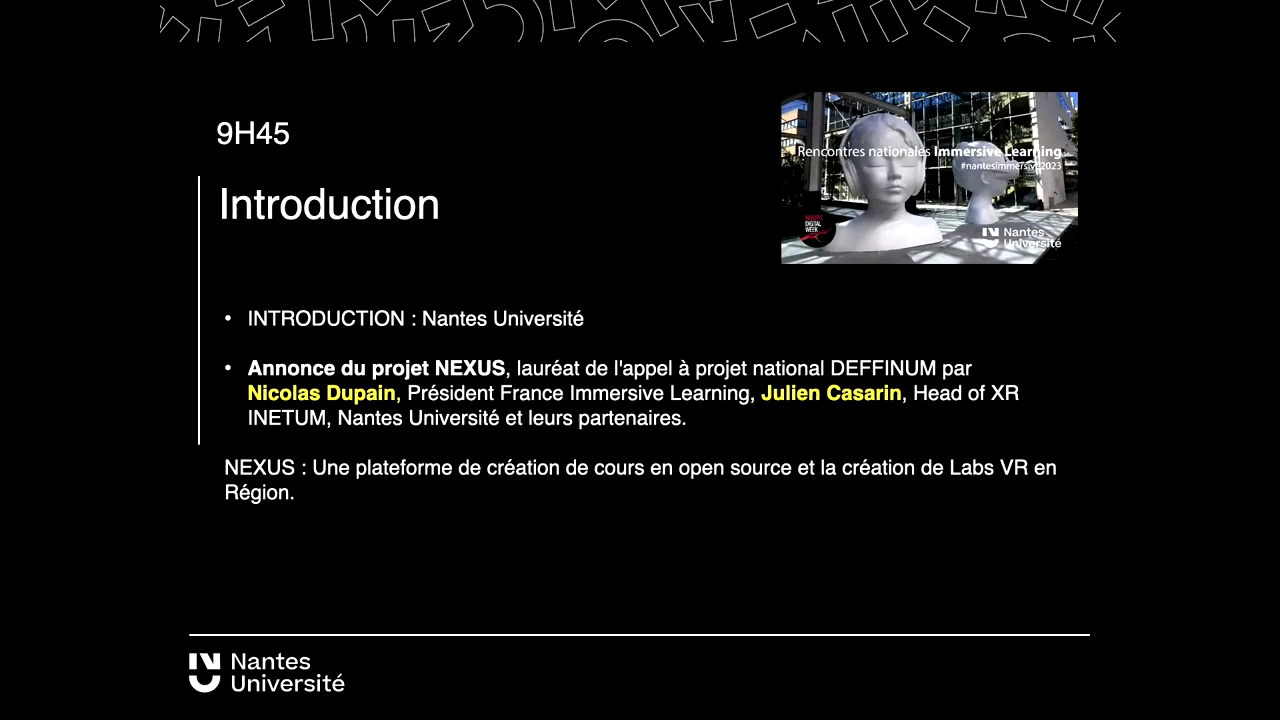 9H45
Rencontres nationales Immersive Learning
#nantesimmersive2023
Introduction
NANTES
DIGITAL
WEEK
Nantes
Université
• INTRODUCTION : Nantes Université
• Annonce du projet NEXUS, lauréat de l'appel à projet national DEFFINUM par
Nicolas Dupain, Président France Immersive Learning, Julien Casarin, Head of XR
INETUM, Nantes Université et leurs partenaires.
NEXUS : Une plateforme de création de cours en open source et la création de Labs VR en
Région.
Nantes
Université